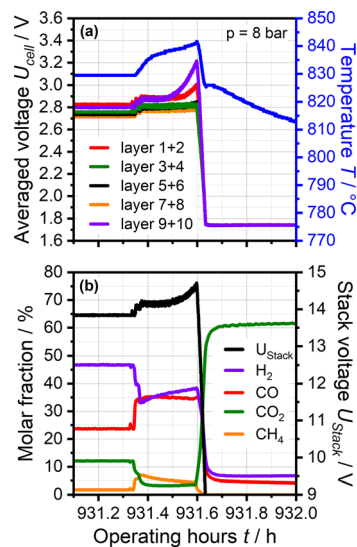 (a)
p = 8 bar
Averaged voltage U_cell / V
3.6
3.4
3.2
3.0
2.8
2.6
2.4
2.2
2.0
1.8
1.6
layer 1+2
layer 3+4
layer 5+6
layer 7+8
layer 9+10
850
840
830
820
810
800
790
780
770
Temperature T / °C
(b)
Molar fraction / %
80
70
60
50
40
30
20
10
0
U_Stack
H₂
CO
CO₂
CH₄
15
14
13
12
11
10
9
Stack voltage U_Stack / V
931.2 931.4 931.6 931.8 932.0
Operating hours t / h